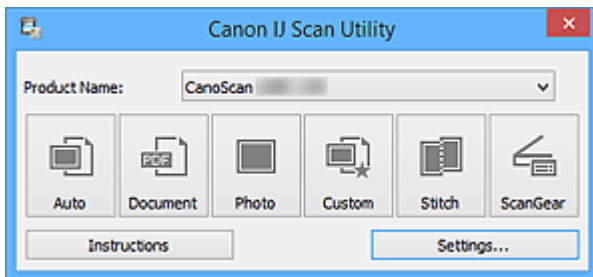 Canon IJ Scan Utility
Product Name: CanoScan
PDF
Auto Document Photo Custom Stitch ScanGear
Instructions Settings...